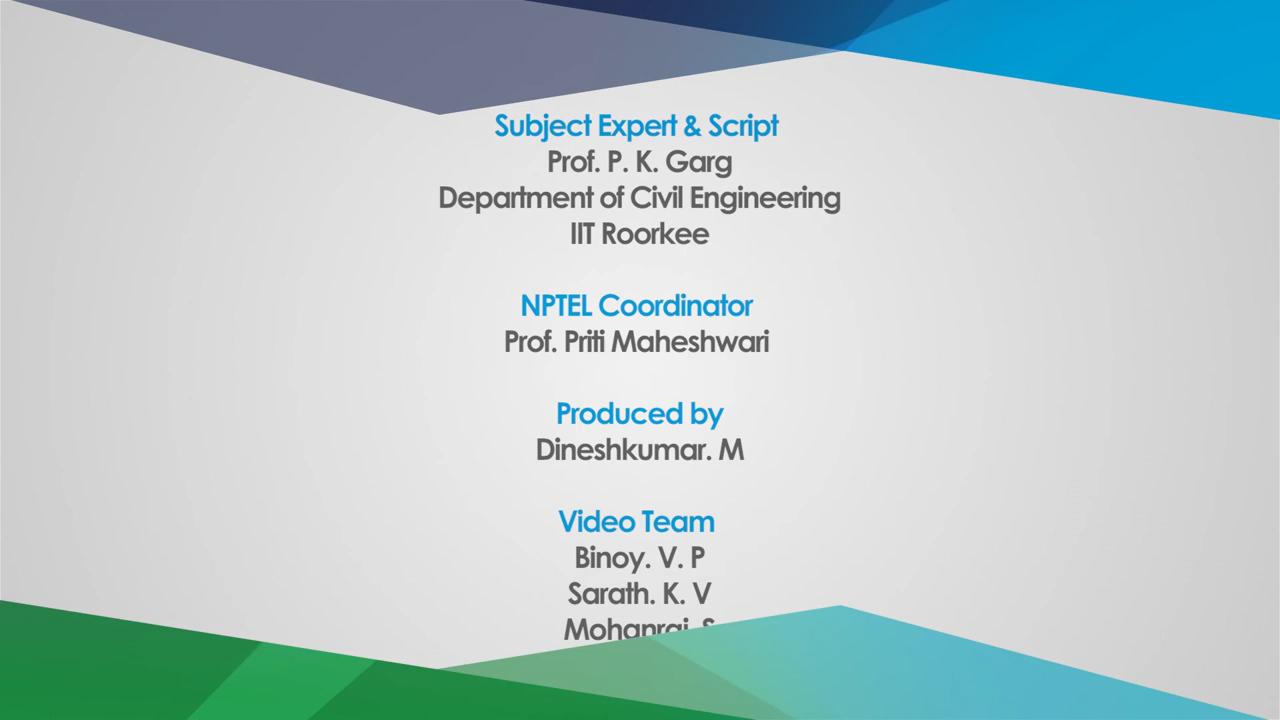 Subject Expert & Script
Prof. P. K. Garg
Department of Civil Engineering
IIT Roorkee
NPTEL Coordinator
Prof. Priti Maheshwari
Produced by
Dineshkumar. M
Video Team
Binoy. V. P
Sarath. K. V
Mohanraj. S